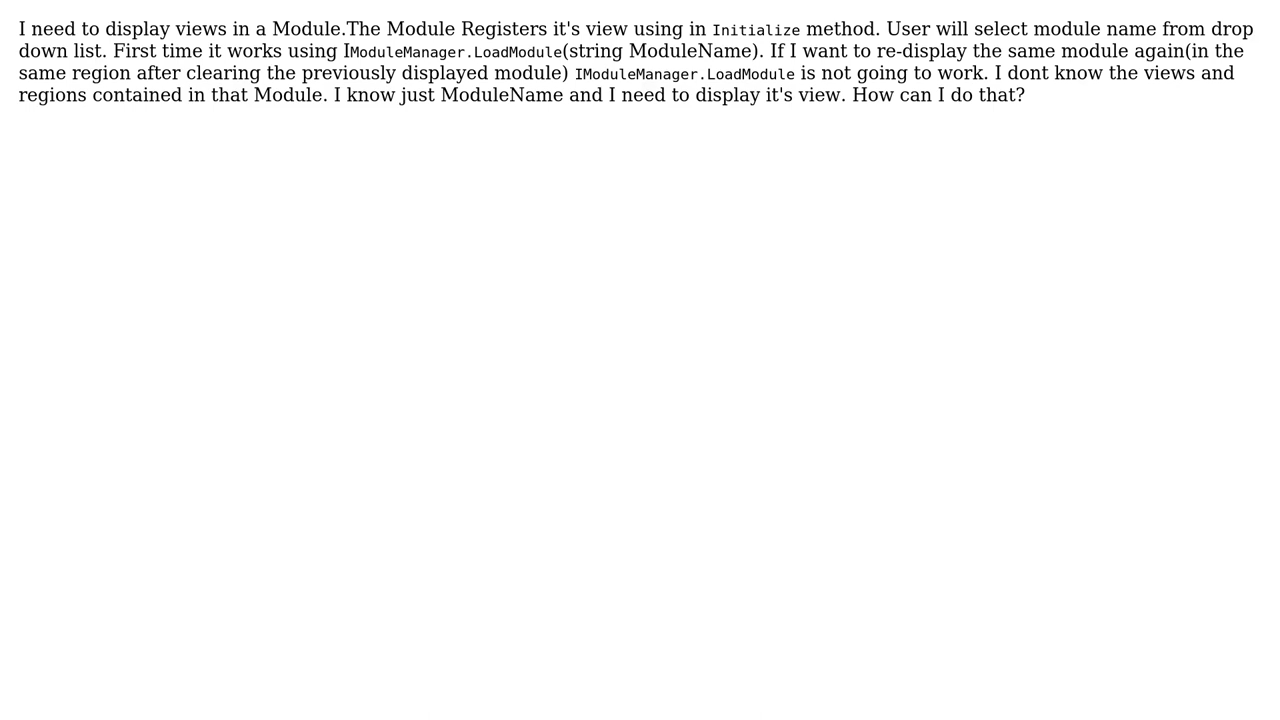 I need to display views in a Module.The Module Registers it's view using in Initialize method. User will select module name from drop
down list. First time it works using IModuleManager.LoadModule(string ModuleName). If I want to re-display the same module again(in the
same region after clearing the previously displayed module) IModuleManager.LoadModule is not going to work. I dont know the views and
regions contained in that Module. I know just ModuleName and I need to display it's view. How can I do that?